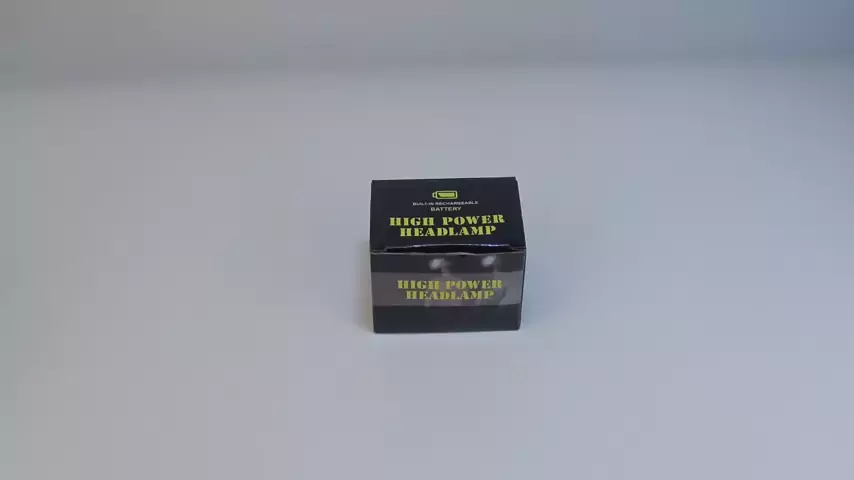 BUILT-IN RECHARGEABLE
BATTERY
HIGH POWER
HEADLAMP
HIGH POWER
HEADLAMP